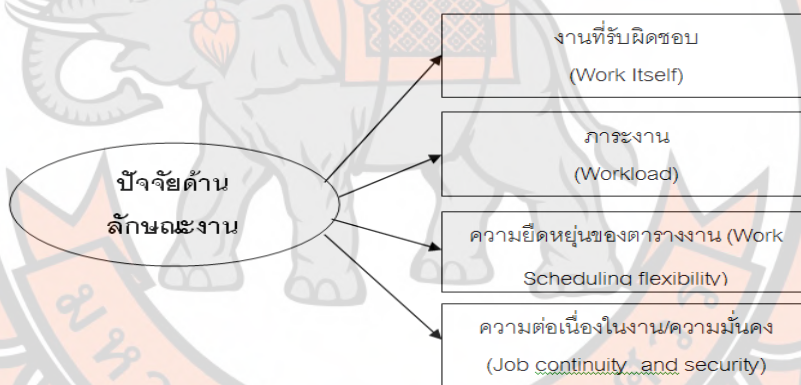 ปัจจัยด้าน
ลักษณะงาน
งานที่รับผิดชอบ
(Work Itself)
ภาระงาน
(Workload)
ความยืดหยุ่นของตารางงาน (Work
Scheduling flexibility)
ความต่อเนื่องในงาน/ความมั่นคง
(Job continuity and security)